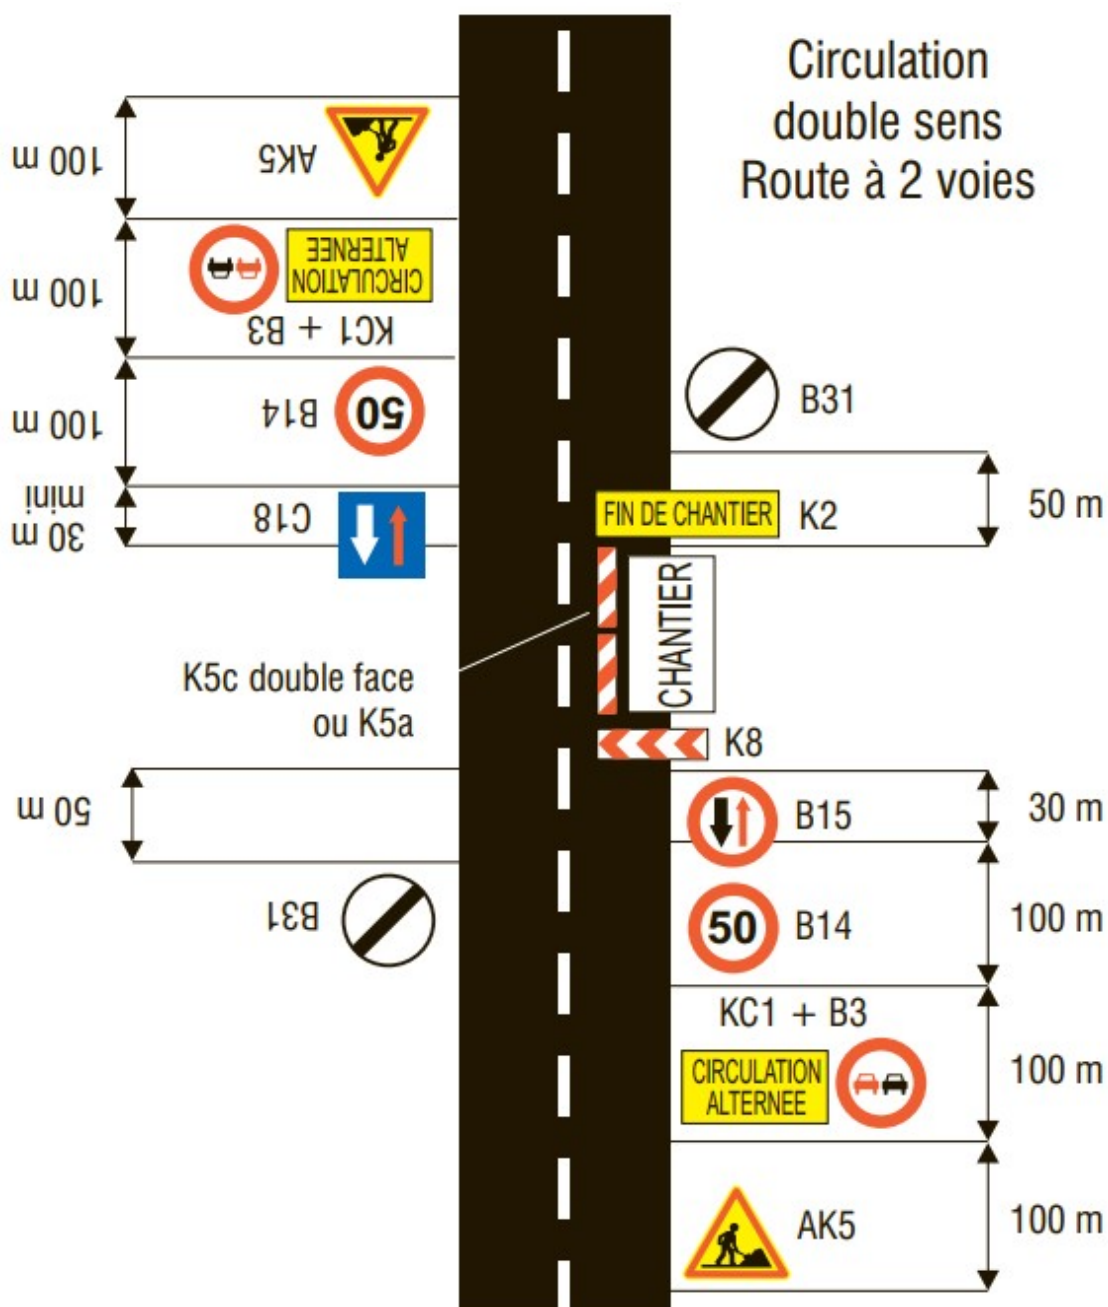 Circulation
double sens
Route à 2 voies
100 m
AK5
100 m
CIRCULATION
ALTERNEE
KC1 + B3
100 m
B14
50
30 m
mini
C18
B31
FIN DE CHANTIER
K2
50 m
CHANTIER
K5c double face
ou K5a
K8
50 m
B31
B15
30 m
50
B14
100 m
KC1 + B3
CIRCULATION
ALTERNEE
100 m
AK5
100 m